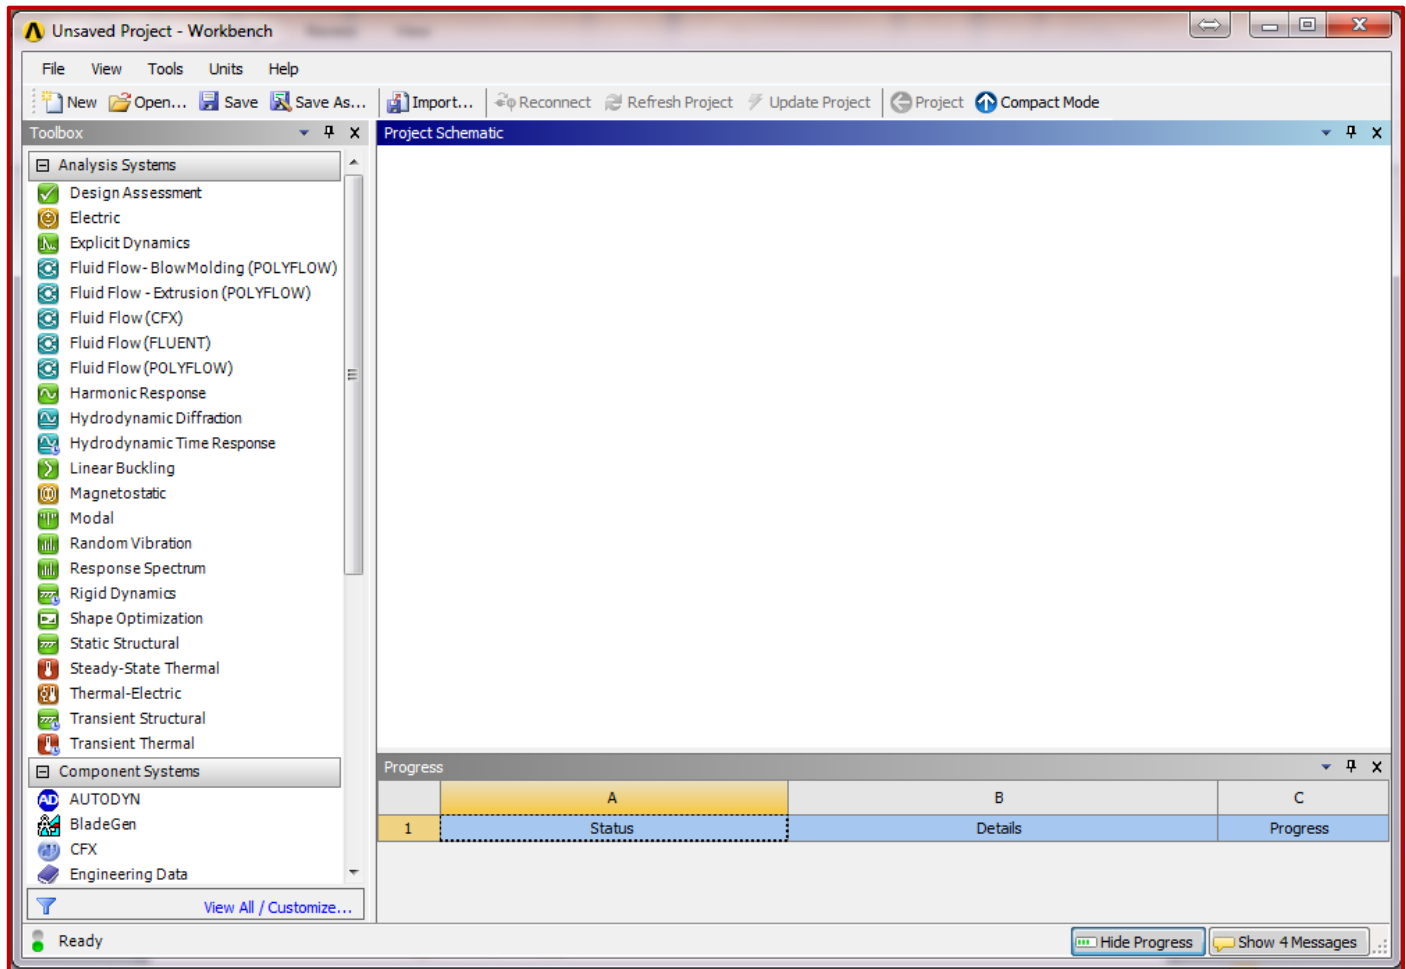 Unsaved Project - Workbench
File View Tools Units Help
New Open... Save Save As... Import... Reconnect Refresh Project Update Project Project Compact Mode
Toolbox
Project Schematic
Analysis Systems
Design Assessment
Electric
Explicit Dynamics
Fluid Flow- BlowMolding (POLYFLOW)
Fluid Flow - Extrusion (POLYFLOW)
Fluid Flow (CFX)
Fluid Flow (FLUENT)
Fluid Flow (POLYFLOW)
Harmonic Response
Hydrodynamic Diffraction
Hydrodynamic Time Response
Linear Buckling
Magnetostatic
Modal
Random Vibration
Response Spectrum
Rigid Dynamics
Shape Optimization
Static Structural
Steady-State Thermal
Thermal-Electric
Transient Structural
Transient Thermal
Component Systems
AUTODYN
BladeGen
CFX
Engineering Data
View All / Customize...
Progress
A B C
1 Status Details Progress
Ready
Hide Progress Show 4 Messages